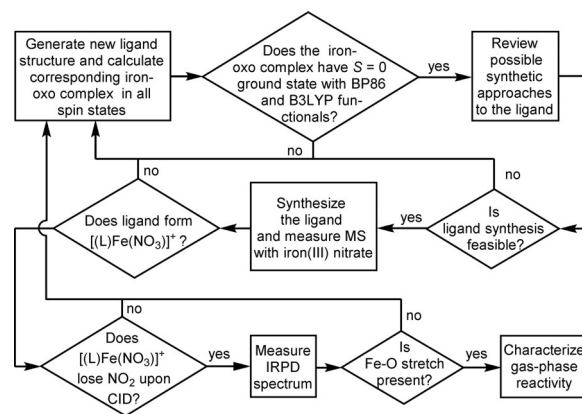 Generate new ligand
structure and calculate
corresponding iron-
oxo complex in all
spin states
Does the iron-
oxo complex have S = 0
ground state with BP86
and B3LYP fun-
ctionals?
yes
Review
possible
synthetic
approaches
to the ligand
no
no
no
Does ligand form
[(L)Fe(NO₃)]⁺ ?
Synthesize
the ligand
and measure MS
with iron(III) nitrate
yes
Is
ligand synthesis
feasible?
no
no
Does
[(L)Fe(NO₃)]⁺
lose NO₂ upon
CID?
yes
Measure
IRPD
spectrum
Is
Fe-O stretch
present?
yes
Characterize
gas-phase
reactivity